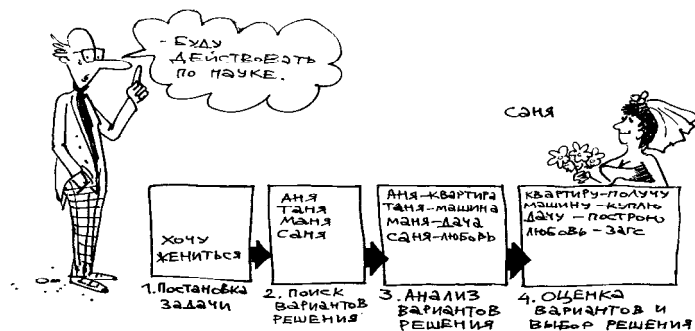 - БУДУ
ДЕЙСТВОВАТЬ
ПО НАУКЕ.
САНЯ
ХОЧУ
ЖЕНИТЬСЯ
1. ПОСТАНОВКА
ЗАДАЧИ
АНЯ
ТАНЯ
МАНЯ
САНЯ
2. ПОИСК
ВАРИАНТОВ
РЕШЕНИЯ
АНЯ-КВАРТИРА
ТАНЯ-МАШИНА
МАНЯ-ДАЧА
САНЯ-ЛЮБОВЬ
3. АНАЛИЗ
ВАРИАНТОВ
РЕШЕНИЯ
КВАРТИРУ-ПОЛУЧУ
МАШИНУ-КУПЛЮ
ДАЧУ-ПОСТРОЮ
ЛЮБОВЬ-ЗАГС
4. ОЦЕНКА
ВАРИАНТОВ И
ВЫБОР РЕШЕНИЯ